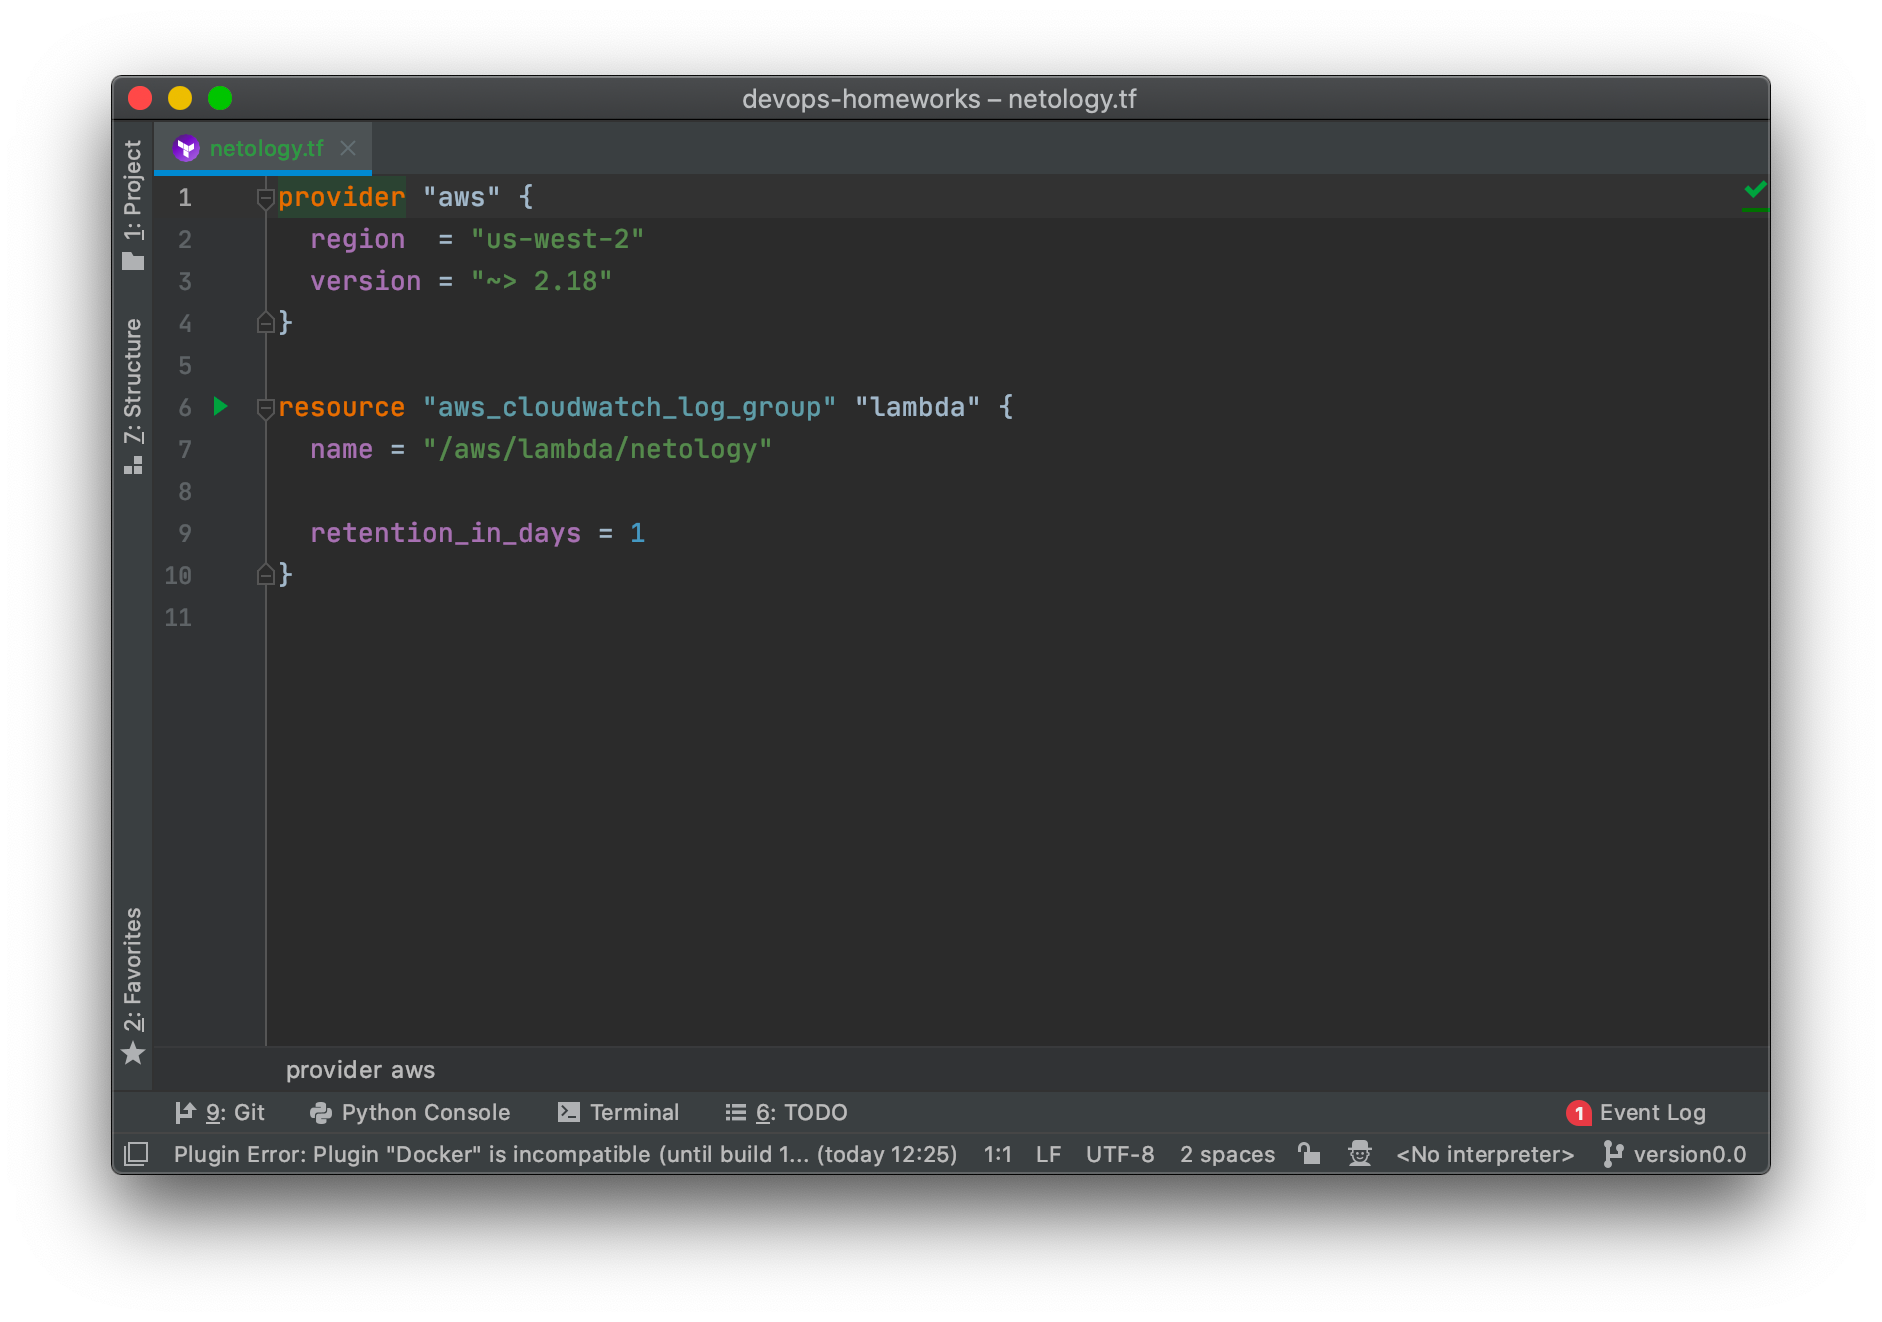 devops-homeworks – netology.tf
1: Project
7: Structure
2: Favorites
netology.tf
1 provider "aws" {
2   region  = "us-west-2"
3   version = "~> 2.18"
4 }
5
6 resource "aws_cloudwatch_log_group" "lambda" {
7   name = "/aws/lambda/netology"
8
9   retention_in_days = 1
10 }
11
provider aws
9: Git Python Console Terminal 6: TODO 1 Event Log
Plugin Error: Plugin "Docker" is incompatible (until build 1... (today 12:25) 1:1 LF UTF-8 2 spaces <No interpreter> version0.0